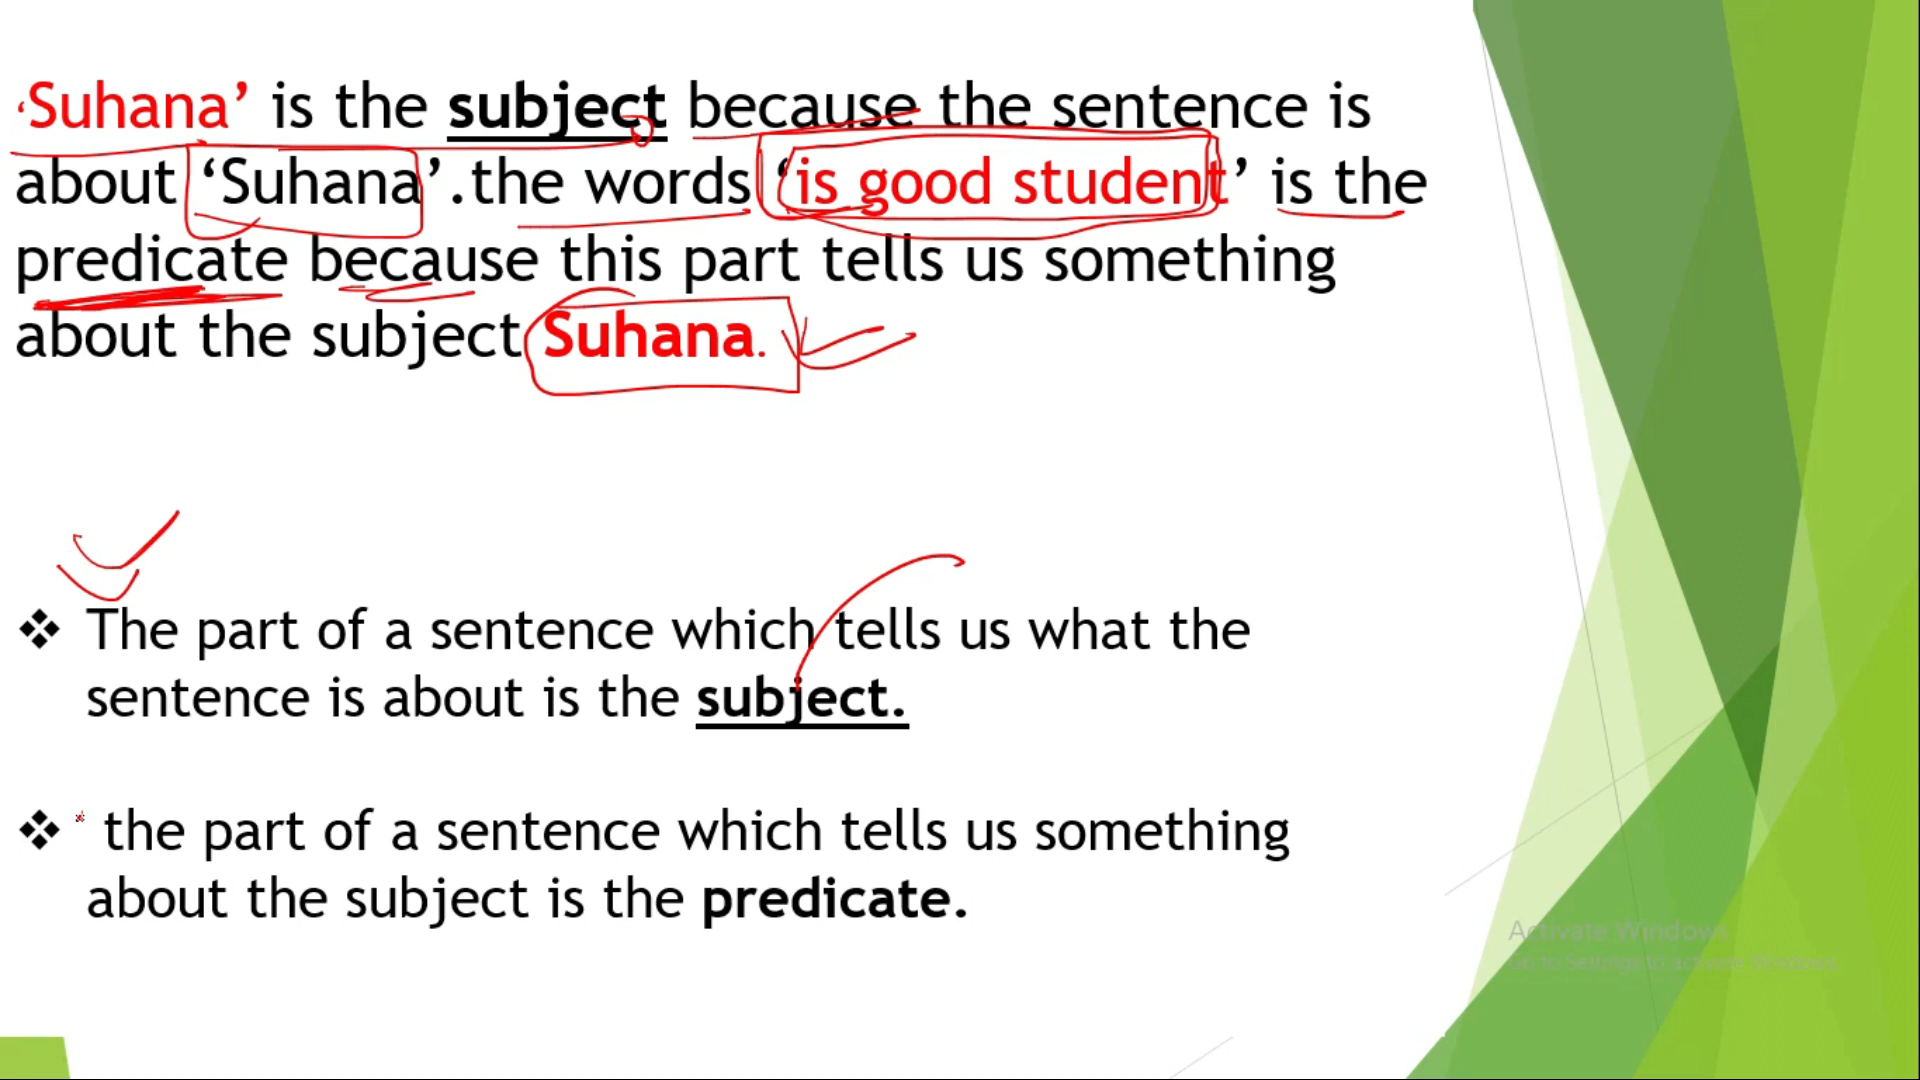 ‘Suhana’ is the subject because the sentence is
about ‘Suhana’.the words ‘is good student’ is the
predicate because this part tells us something
about the subject Suhana.
❖ The part of a sentence which tells us what the
sentence is about is the subject.
❖ the part of a sentence which tells us something
about the subject is the predicate.
Activate Windows
Go to Settings to activate Windows.